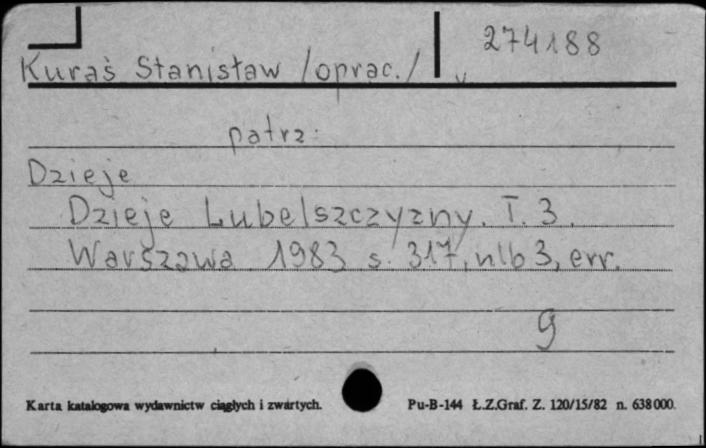 274188
Kuraś Stanisław /oprac./
patrz:
Dzieje
Dzieje Lubelszczyzny. T. 3.
Warszawa 1983 s. 317, nlb 3, err.
g
Karta katalogowa wydawnictw ciągłych i zwartych. Pu-B-144 Ł.Z.Graf. Z. 120/15/82 n. 638000.